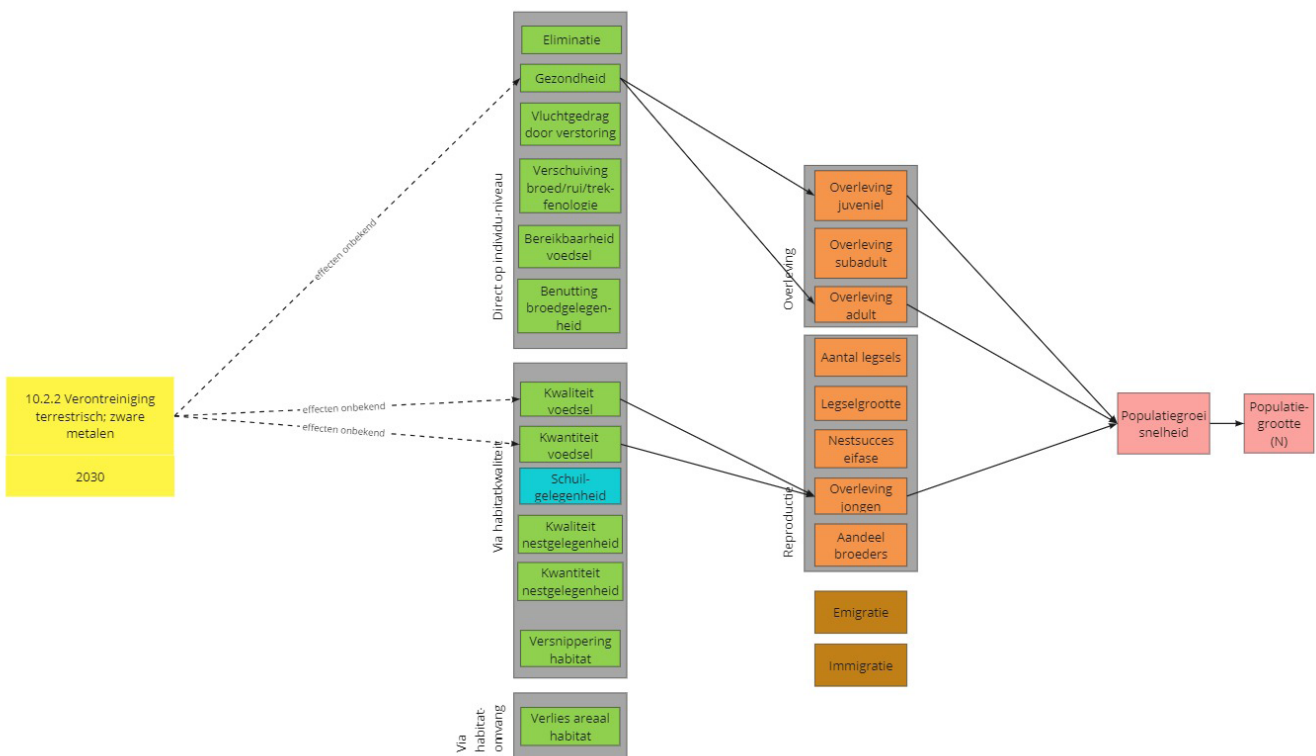 10.2.2 Verontreiniging
terrestrisch; zware
metalen
2030
effecten onbekend
effecten onbekend
effecten onbekend
Direct op individu-niveau
Eliminatie
Gezondheid
Vluchtgedrag
door verstoring
Verschuiving
broed/rui/trek-
fenologie
Bereikbaarheid
voedsel
Benutting
broedgelegen-
heid
Via habitatkwaliteit
Kwaliteit
voedsel
Kwantiteit
voedsel
Schuil-
gelegenheid
Kwaliteit
nestgelegenheid
Kwantiteit
nestgelegenheid
Versnippering
habitat
Via
habitat-
omvang
Verlies areaal
habitat
Overleving
Overleving
juveniel
Overleving
subadult
Overleving
adult
Reproductie
Aantal legsels
Legselgrootte
Nestsucces
eifase
Overleving
jongen
Aandeel
broeders
Emigratie
Immigratie
Populatiegroei
snelheid
Populatie-
grootte
(N)